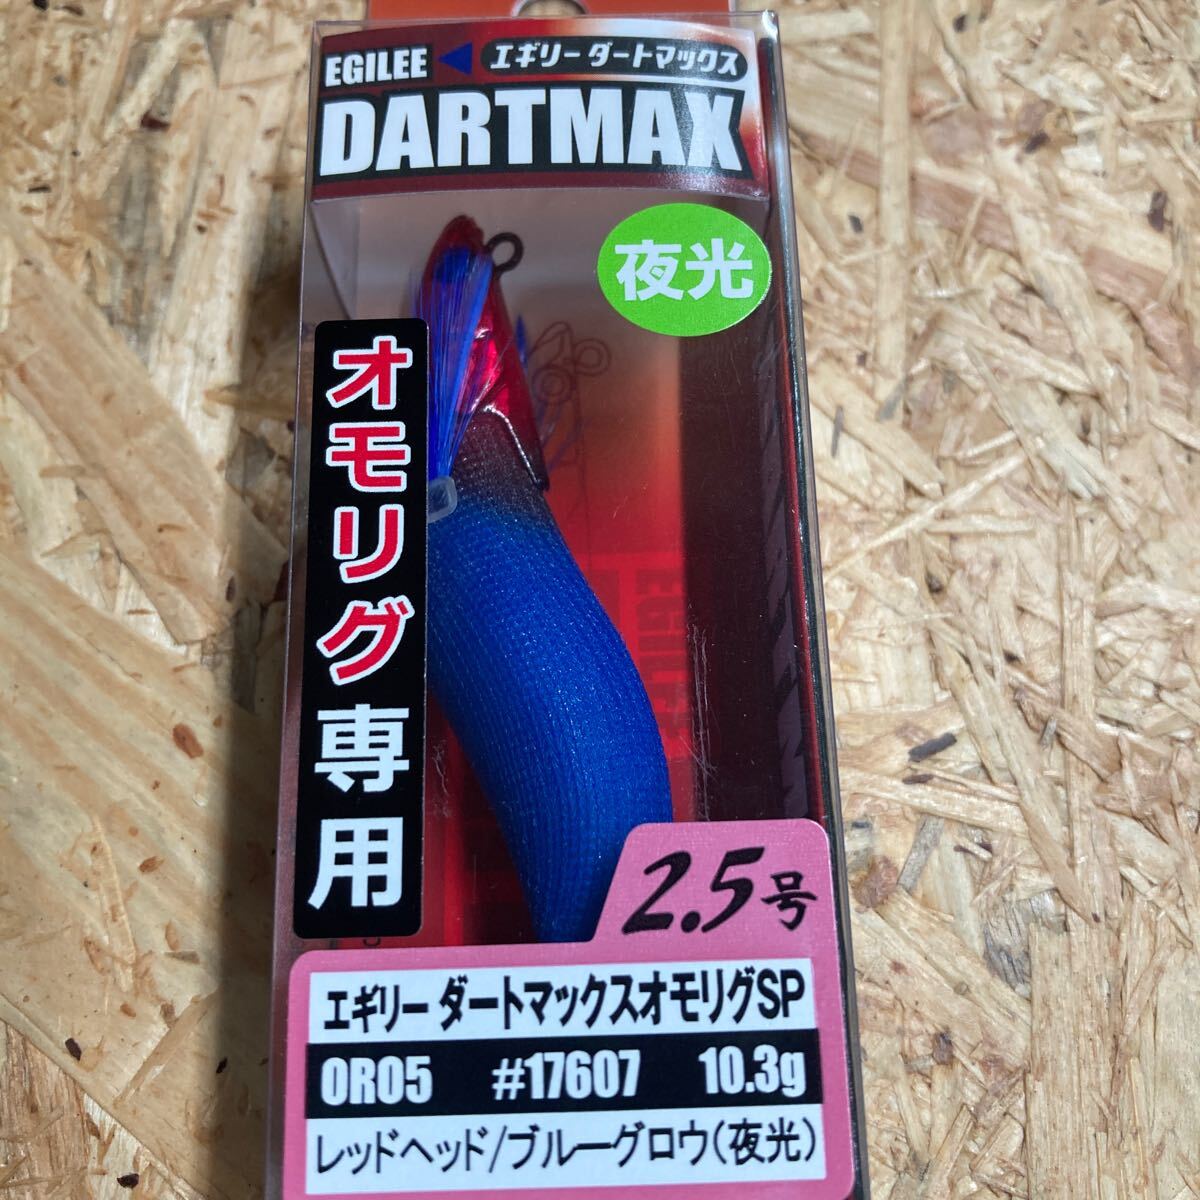 EGILEE
エギリー ダートマックス
DARTMAX
夜光
オモリグ専用
2.5号
エギリー ダートマックスオモリグSP
OR05 #17607 10.3g
レッドヘッド/ブルーグロウ(夜光)